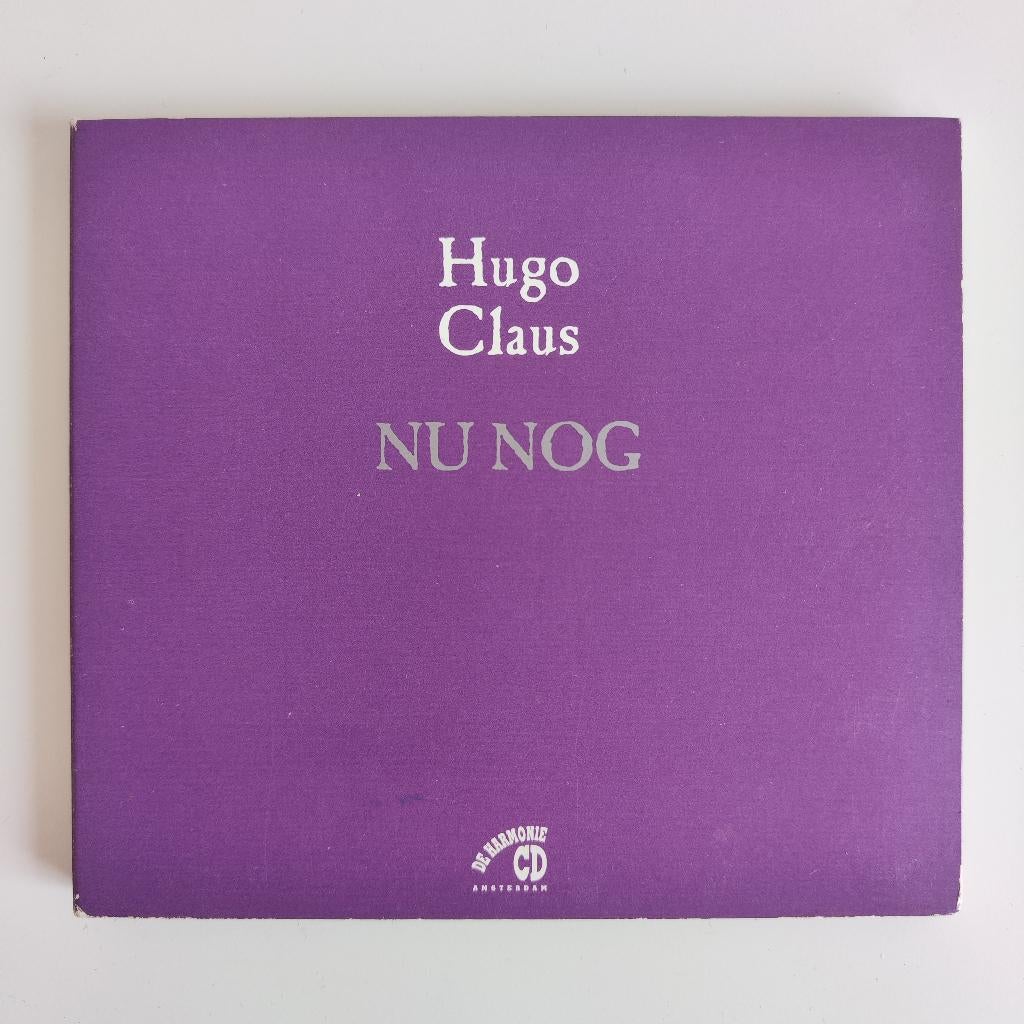 Hugo
Claus
NU NOG
DE HARMONIE
CD
AMSTERDAM